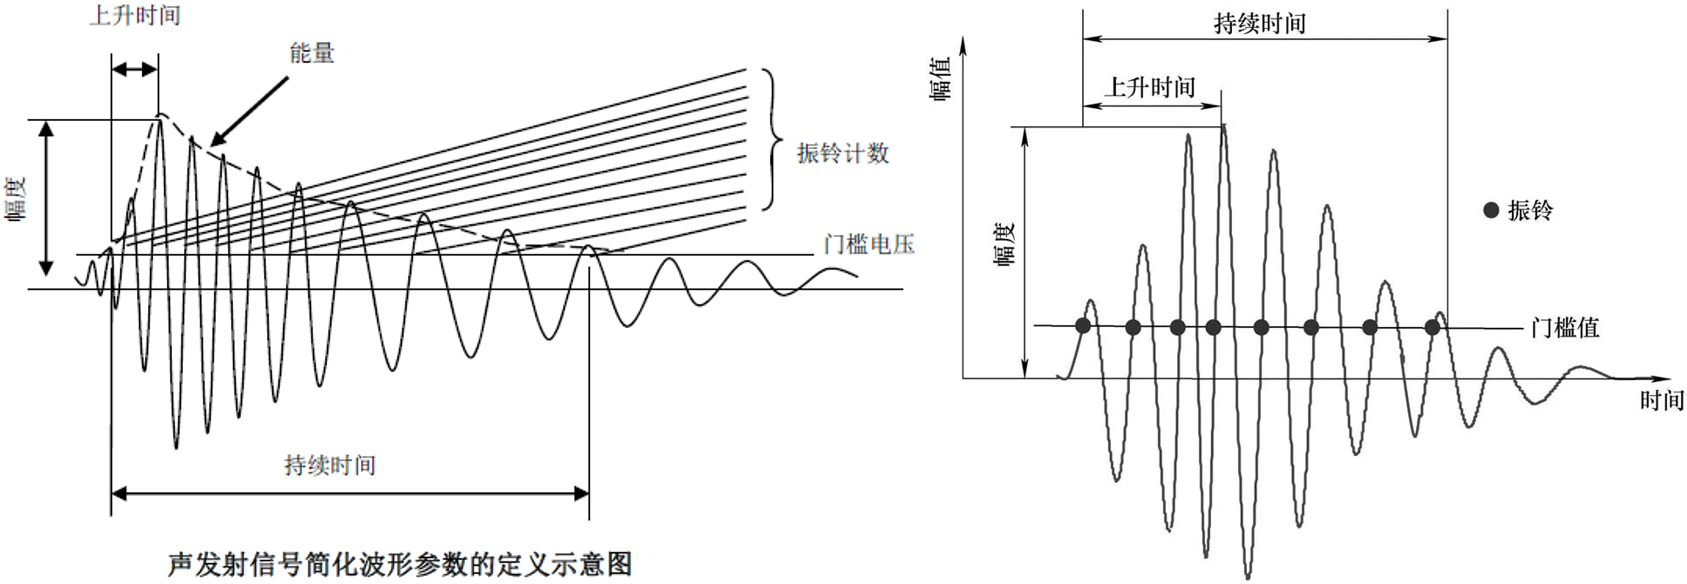 上升时间
能量
幅度
振铃计数
门槛电压
持续时间
声发射信号简化波形参数的定义示意图
持续时间
幅值
上升时间
振铃
幅度
门槛值
时间